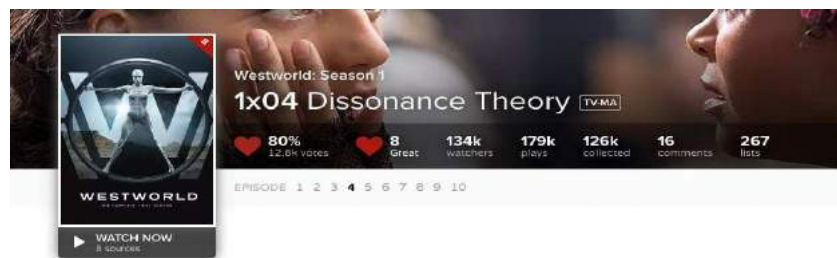 8
Westworld: Season 1
1x04 Dissonance Theory TV-MA
80% 8 134k 179k 126k 16 267
12.8k votes Great watchers plays collected comments lists
EPISODE 1 2 3 4 5 6 7 8 9 10
W
WESTWORLD
WATCH NOW
8 sources